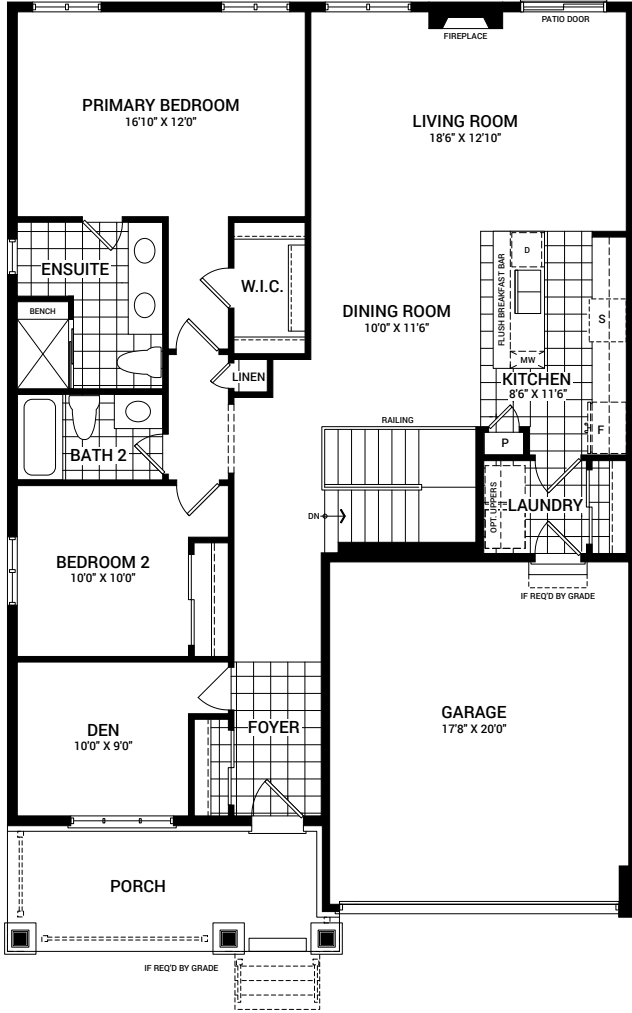 FIREPLACE
PATIO DOOR
PRIMARY BEDROOM
16'10" X 12'0"
LIVING ROOM
18'6" X 12'10"
ENSUITE
BENCH
W.I.C.
LINEN
DINING ROOM
10'0" X 11'6"
FLUSH BREAKFAST BAR
D
S
MW
KITCHEN
8'6" X 11'6"
F
P
RAILING
BATH 2
DN
OPT. UPPERS
LAUNDRY
BEDROOM 2
10'0" X 10'0"
IF REQ'D BY GRADE
DEN
10'0" X 9'0"
FOYER
GARAGE
17'8" X 20'0"
PORCH
IF REQ'D BY GRADE